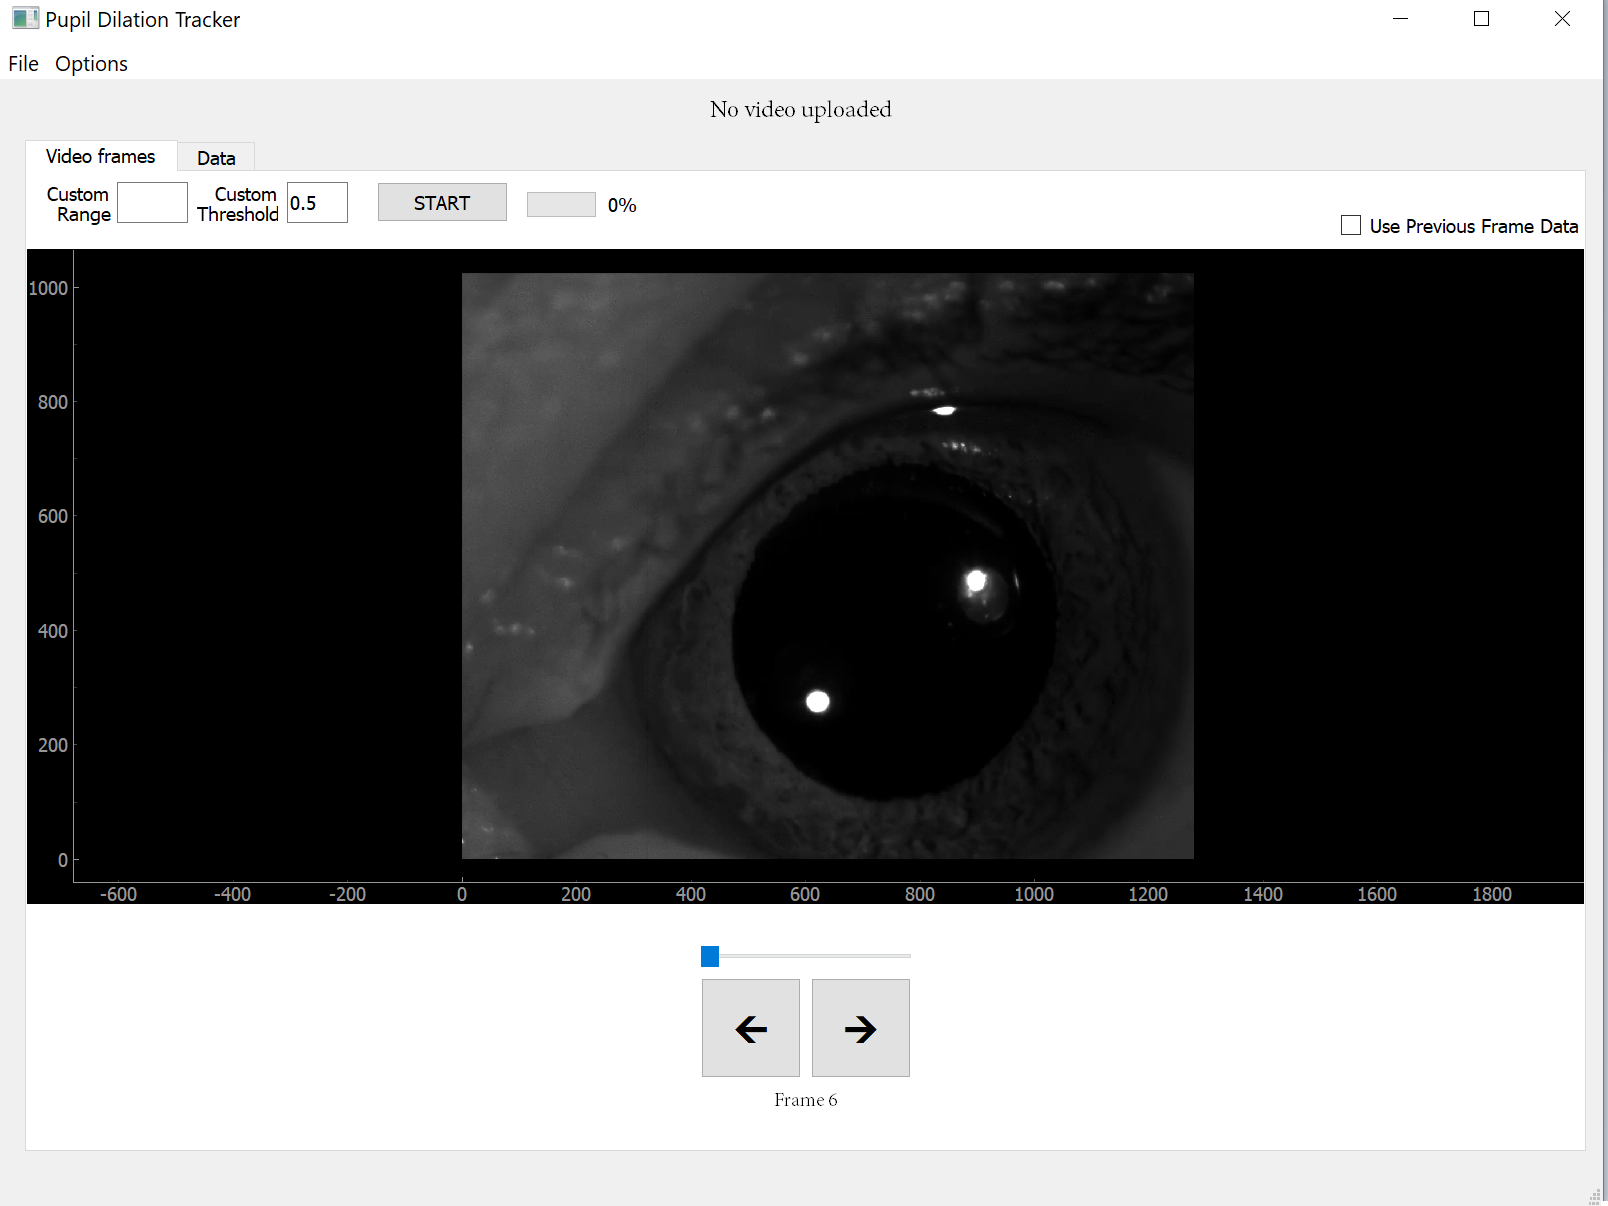 Pupil Dilation Tracker
File Options
No video uploaded
Video frames Data
Custom Range Custom Threshold 0.5 START 0%
Use Previous Frame Data
1000
800
600
400
200
0
-600 -400 -200 0 200 400 600 800 1000 1200 1400 1600 1800
Frame 6